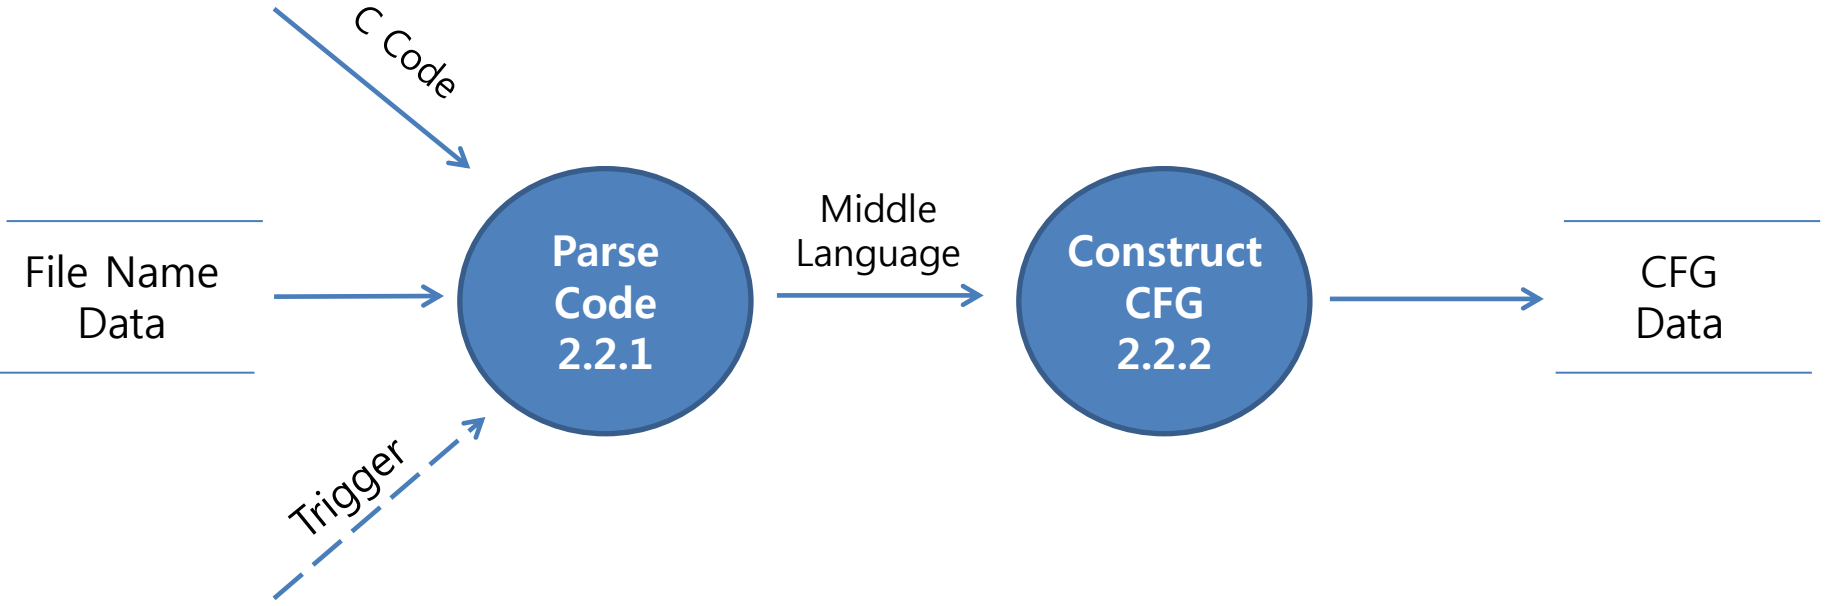 C Code
File Name
Data
Parse
Code
2.2.1
Middle
Language
Construct
CFG
2.2.2
CFG
Data
Trigger